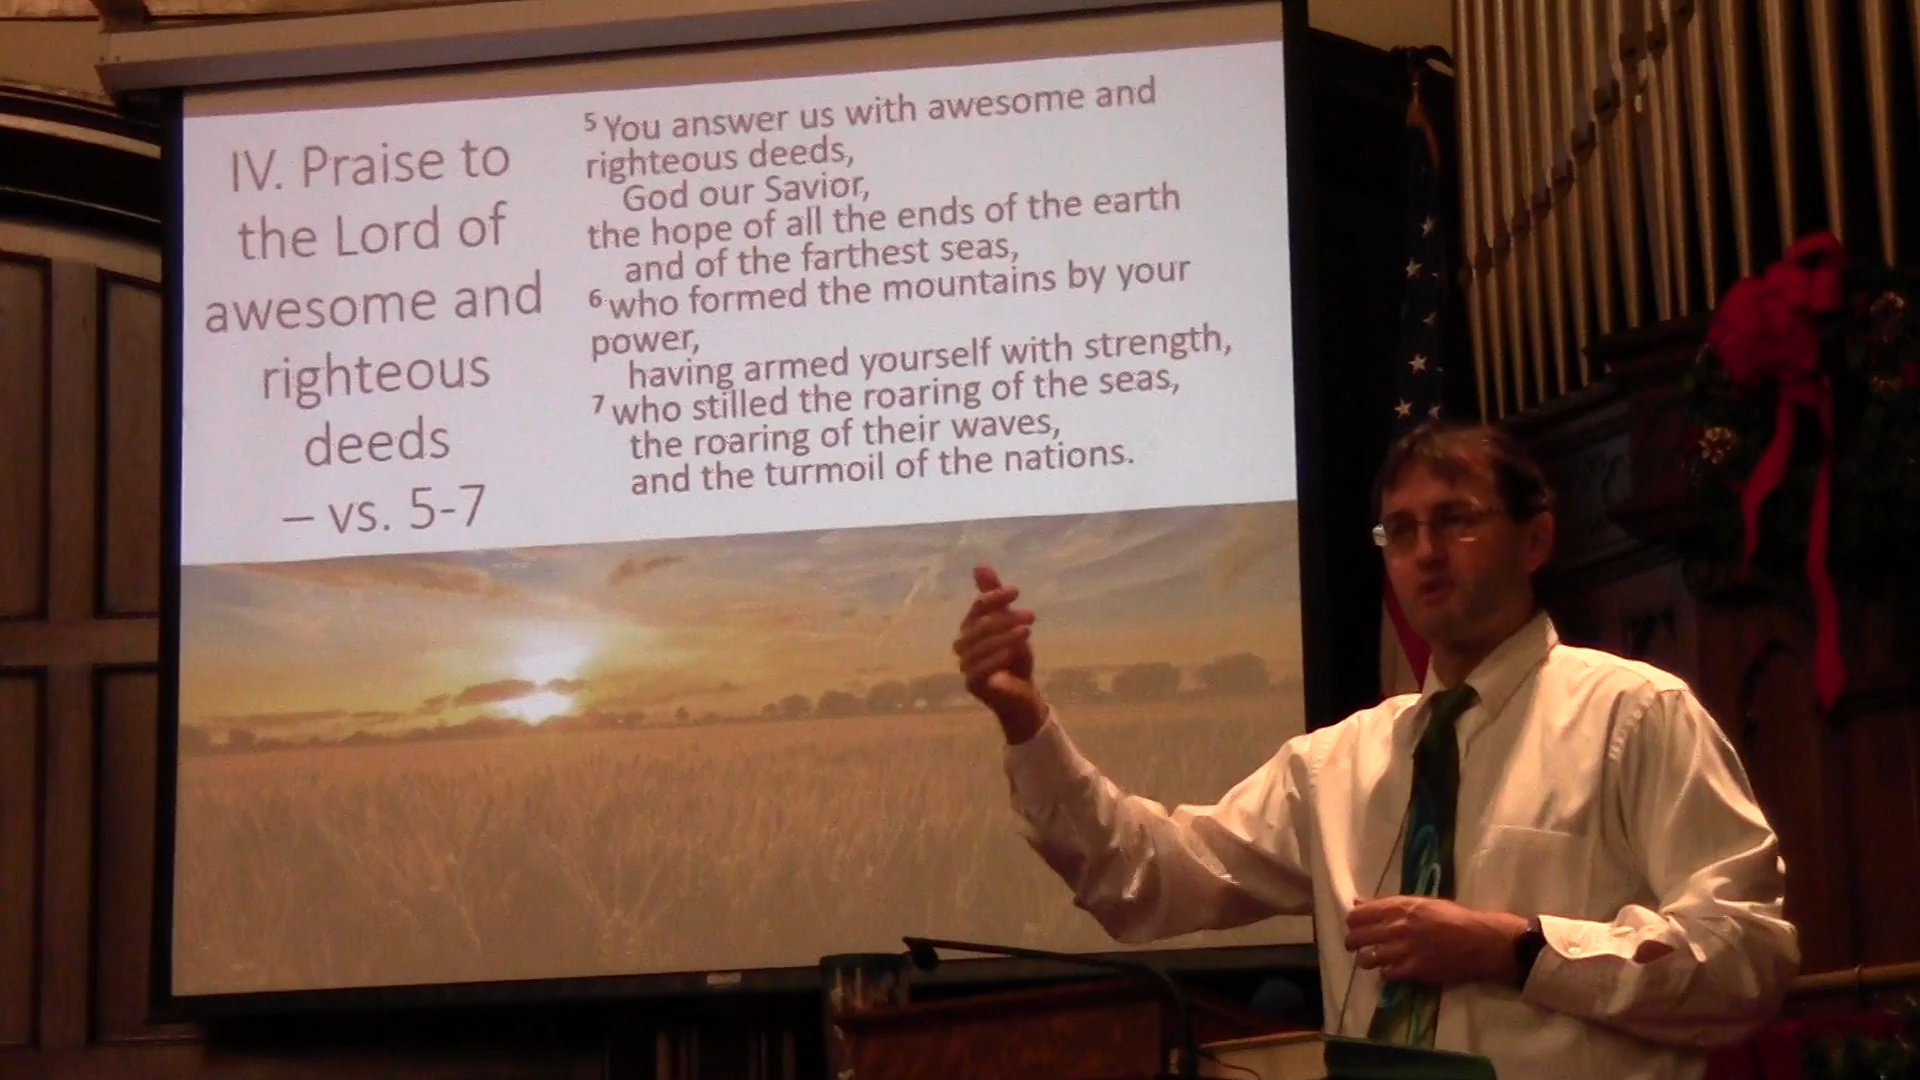 IV. Praise to
the Lord of
awesome and
righteous
deeds
– vs. 5-7
5 You answer us with awesome and
righteous deeds,
God our Savior,
the hope of all the ends of the earth
and of the farthest seas,
6 who formed the mountains by your
power,
having armed yourself with strength,
7 who stilled the roaring of the seas,
the roaring of their waves,
and the turmoil of the nations.